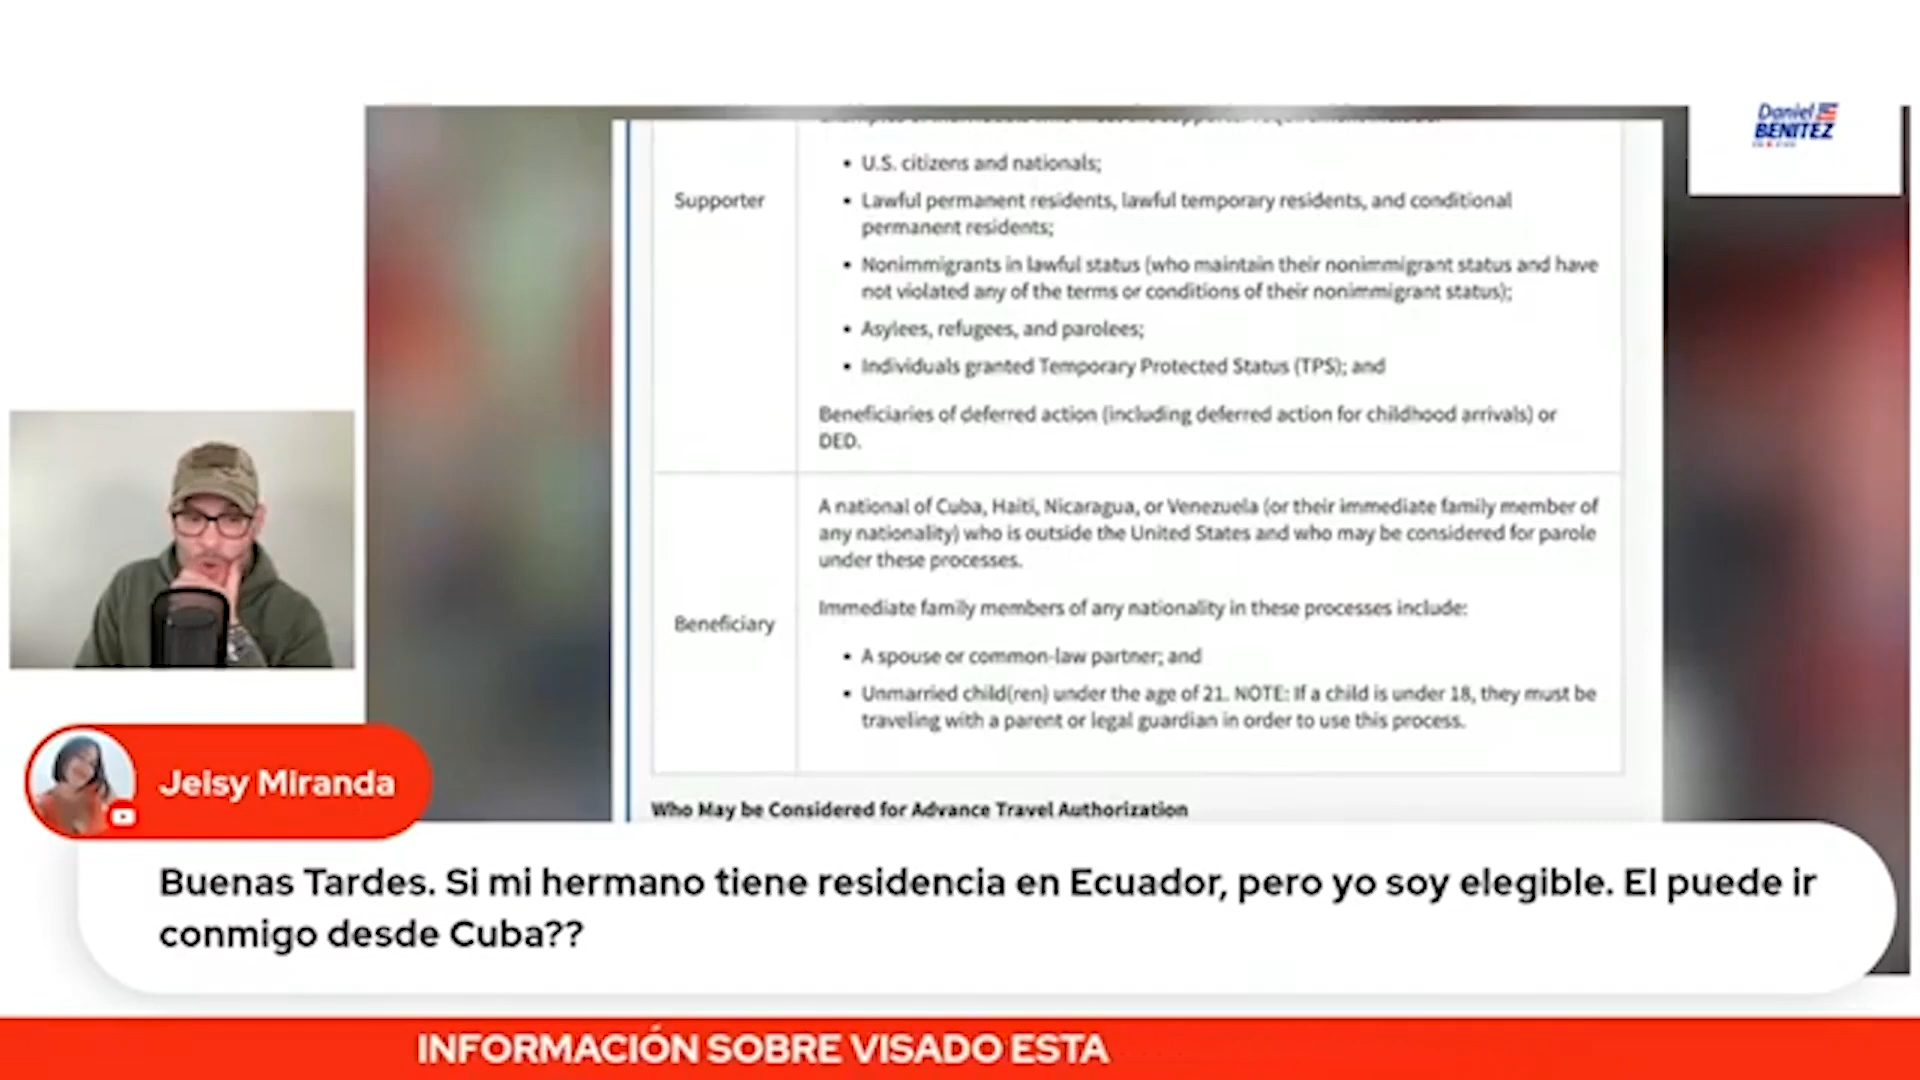 Daniel
BENITEZ
Supporter
• U.S. citizens and nationals;
• Lawful permanent residents, lawful temporary residents, and conditional
permanent residents;
• Nonimmigrants in lawful status (who maintain their nonimmigrant status and have
not violated any of the terms or conditions of their nonimmigrant status);
• Asylees, refugees, and parolees;
• Individuals granted Temporary Protected Status (TPS); and
Beneficiaries of deferred action (including deferred action for childhood arrivals) or
DED.
Beneficiary
A national of Cuba, Haiti, Nicaragua, or Venezuela (or their immediate family member of
any nationality) who is outside the United States and who may be considered for parole
under these processes.
Immediate family members of any nationality in these processes include:
• A spouse or common-law partner; and
• Unmarried child(ren) under the age of 21. NOTE: If a child is under 18, they must be
traveling with a parent or legal guardian in order to use this process.
Who May be Considered for Advance Travel Authorization
Jeisy Miranda
Buenas Tardes. Si mi hermano tiene residencia en Ecuador, pero yo soy elegible. El puede ir
conmigo desde Cuba??
INFORMACIÓN SOBRE VISADO ESTA